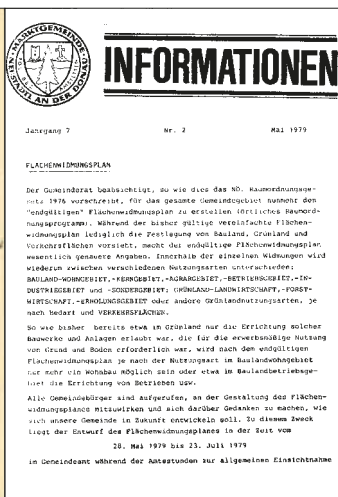 MARKTGEMEINDE
NEUSTADTL AN DER DONAU
INFORMATIONEN
Jahrgang 7 Nr. 2 Mai 1979
FLÄCHENWIDMUNGSPLAN
Der Gemeinderat beabsichtigt, so wie dies das NÖ. Raumordnungsge-
setz 1976 vorschreibt, für das gesamte Gemeindegebiet nunmehr den
"endgültigen" Flächenwidmungsplan zu erstellen (örtliches Raumord-
nungsprogramm). Während der bisher gültige vereinfachte Flächen-
widmungsplan lediglich die Festlegung von Bauland, Grünland und
Verkehrsflächen vorsieht, macht der endgültige Flächenwidmungsplan
wesentlich genauere Angaben. Innerhalb der einzelnen Widmungen wird
wiederum zwischen verschiedenen Nutzungsarten unterschieden:
BAULAND-WOHNGEBIET,-KERNGEBIET,-AGRARGEBIET,-BETRIEBSGEBIET,-IN-
DUSTRIEGEBIET und -SONDERGEBIET; GRÜNLAND-LANDWIRTSCHAFT,-FORST-
WIRTSCHAFT,-ERHOLUNGSGEBIET oder andere Grünlandnutzungsarten, je
nach Bedarf und VERKEHRSFLÄCHEN.
So wie bisher bereits etwa im Grünland nur die Errichtung solcher
Bauwerke und Anlagen erlaubt war, die für die erwerbsmäßige Nutzung
von Grund und Boden erforderlich war, wird nach dem endgültigen
Flächenwidmungsplan je nach der Nutzungsart im Baulandwohngebiet
nur mehr ein Wohnbau möglich sein oder etwa im Baulandbetriebsge-
biet die Errichtung von Betrieben usw.
Alle Gemeindebürger sind aufgerufen, an der Gestaltung des Flächen-
widmungsplanes mitzuwirken und sich darüber Gedanken zu machen, wie
sich unsere Gemeinde in Zukunft entwickeln soll. Zu diesem Zweck
liegt der Entwurf des Flächenwidmungsplanes in der Zeit vom
28. Mai 1979 bis 23. Juli 1979
im Gemeindeamt während der Amtsstunden zur allgemeinen Einsichtnahme